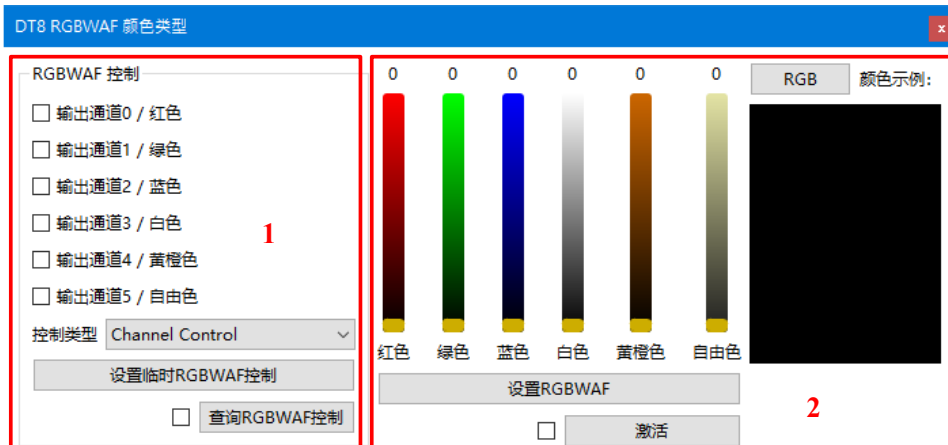 DT8 RGBWAF 颜色类型
x
RGBWAF 控制
输出通道0 / 红色
输出通道1 / 绿色
输出通道2 / 蓝色
输出通道3 / 白色
输出通道4 / 黄橙色
输出通道5 / 自由色
控制类型 Channel Control
设置临时RGBWAF控制
查询RGBWAF控制
1
0 0 0 0 0 0
RGB 颜色示例:
红色 绿色 蓝色 白色 黄橙色 自由色
设置RGBWAF
激活
2